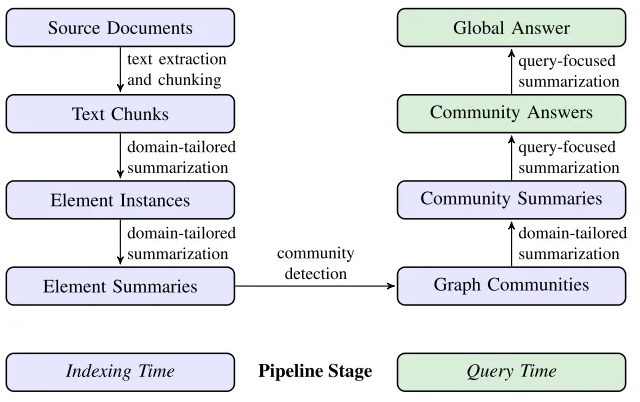 Source Documents
text extraction
and chunking
Text Chunks
domain-tailored
summarization
Element Instances
domain-tailored
summarization
Element Summaries
community
detection
Graph Communities
domain-tailored
summarization
Community Summaries
query-focused
summarization
Community Answers
query-focused
summarization
Global Answer
Indexing Time
Pipeline Stage
Query Time